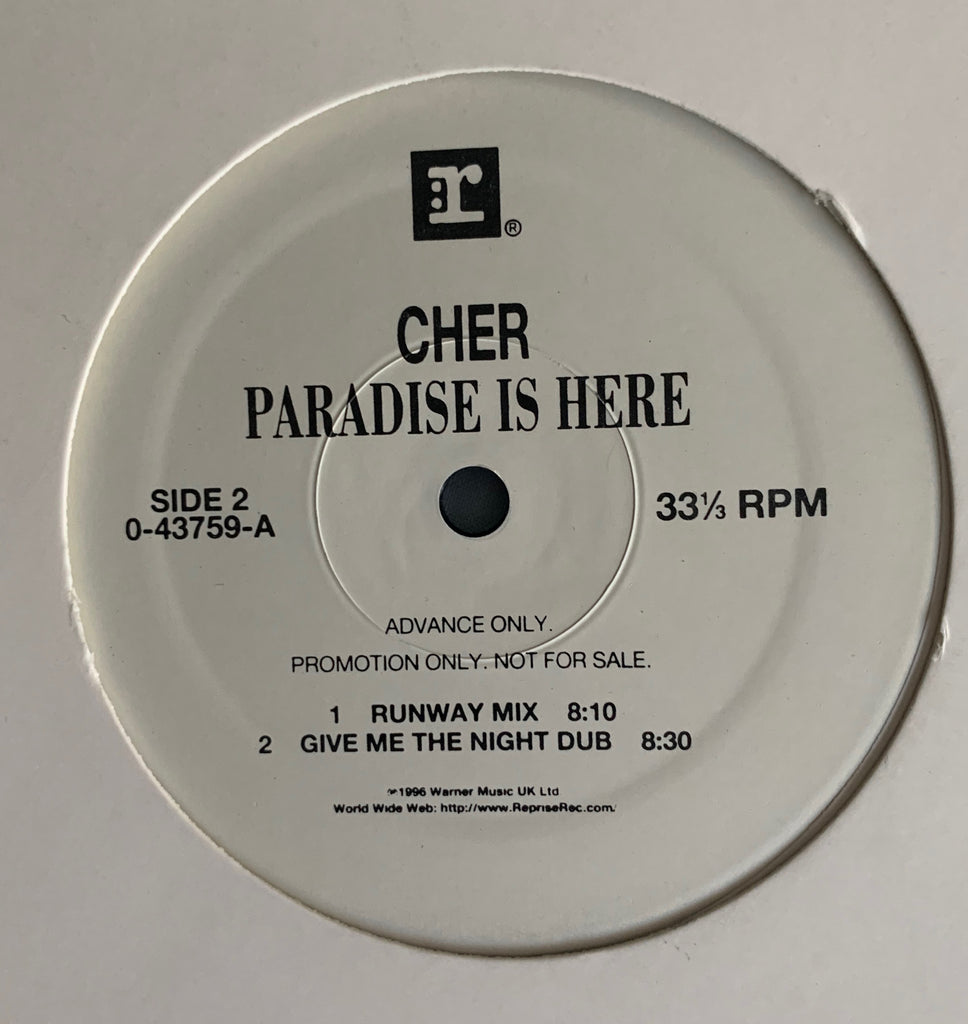 :r
®
CHER
PARADISE IS HERE
SIDE 2
0-43759-A
33⅓ RPM
ADVANCE ONLY.
PROMOTION ONLY. NOT FOR SALE.
1 RUNWAY MIX 8:10
2 GIVE ME THE NIGHT DUB 8:30
℗1996 Warner Music UK Ltd
World Wide Web: http://www.RepriseRec.com/